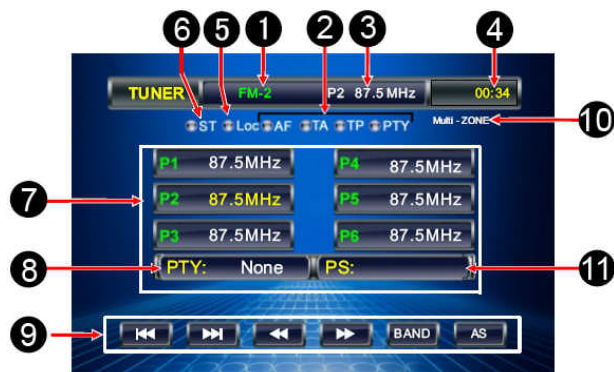 6 5 1 2 3 4
TUNER FM-2 P2 87.5MHz 00:34
ST Loc AF TA TP PTY Multi - ZONE 10
P1 87.5MHz P4 87.5MHz
7 P2 87.5MHz P5 87.5MHz
P3 87.5MHz P6 87.5MHz
8 PTY: None PS: 11
9 BAND AS